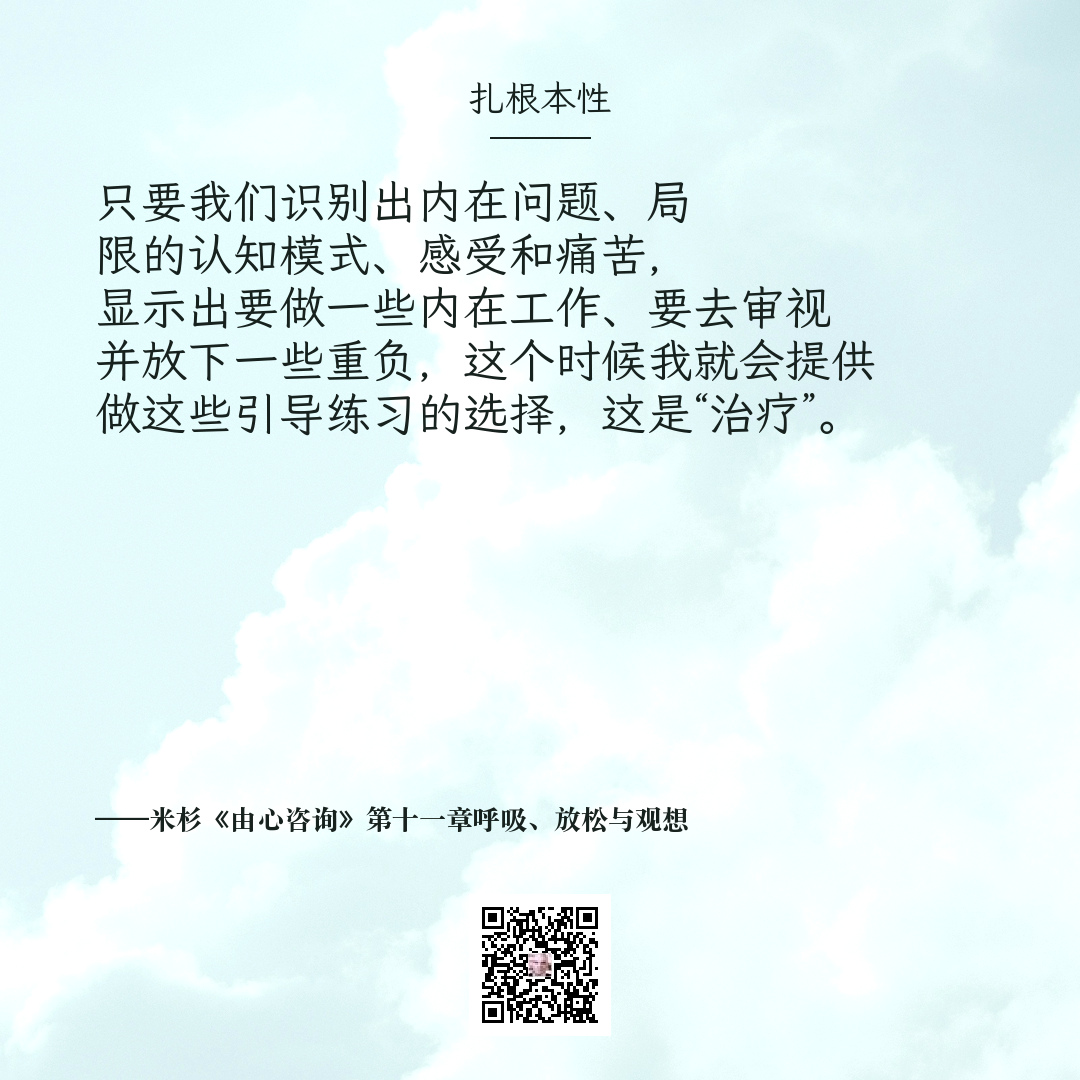 扎根本性
只要我们识别出内在问题、局
限的认知模式、感受和痛苦，
显示出要做一些内在工作、要去审视
并放下一些重负，这个时候我就会提供
做这些引导练习的选择，这是“治疗”。
——米杉《由心咨询》第十一章呼吸、放松与观想